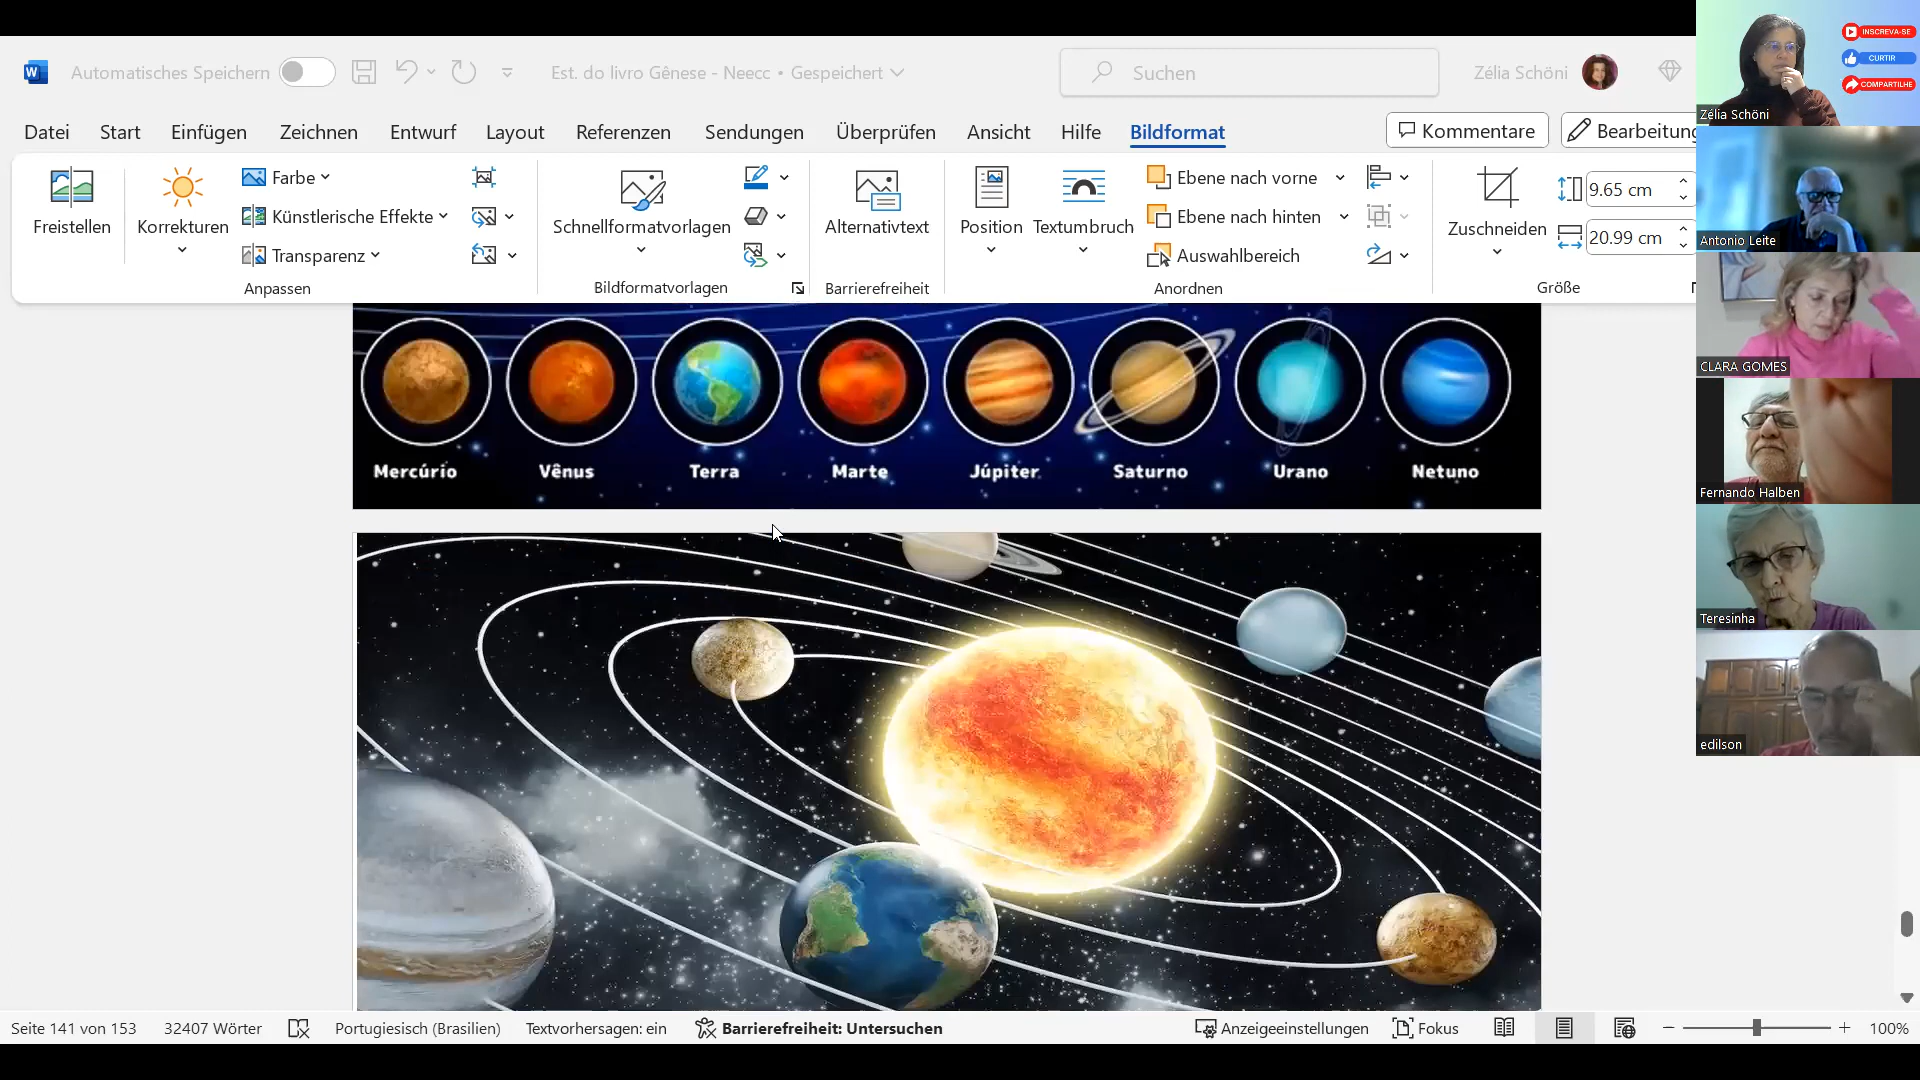 Automatisches Speichern
Est. do livro Gênese - Neecc • Gespeichert
Suchen
Zélia Schöni
Datei Start Einfügen Zeichnen Entwurf Layout Referenzen Sendungen Überprüfen Ansicht Hilfe Bildformat
Kommentare
Bearbeitung
Freistellen
Korrekturen
Farbe
Künstlerische Effekte
Transparenz
Anpassen
Schnellformatvorlagen
Bildformatvorlagen
Alternativtext
Barrierefreiheit
Position
Textumbruch
Ebene nach vorne
Ebene nach hinten
Auswahlbereich
Anordnen
Zuschneiden
9.65 cm
20.99 cm
Größe
Mercúrio Vênus Terra Marte Júpiter Saturno Urano Netuno
INSCREVA-SE
CURTIR
COMPARTILHE
Zélia Schöni
Antonio Leite
CLARA GOMES
Fernando Halben
Teresinha
edilson
Seite 141 von 153 32407 Wörter Portugiesisch (Brasilien) Textvorhersagen: ein Barrierefreiheit: Untersuchen Anzeigeeinstellungen Fokus 100%